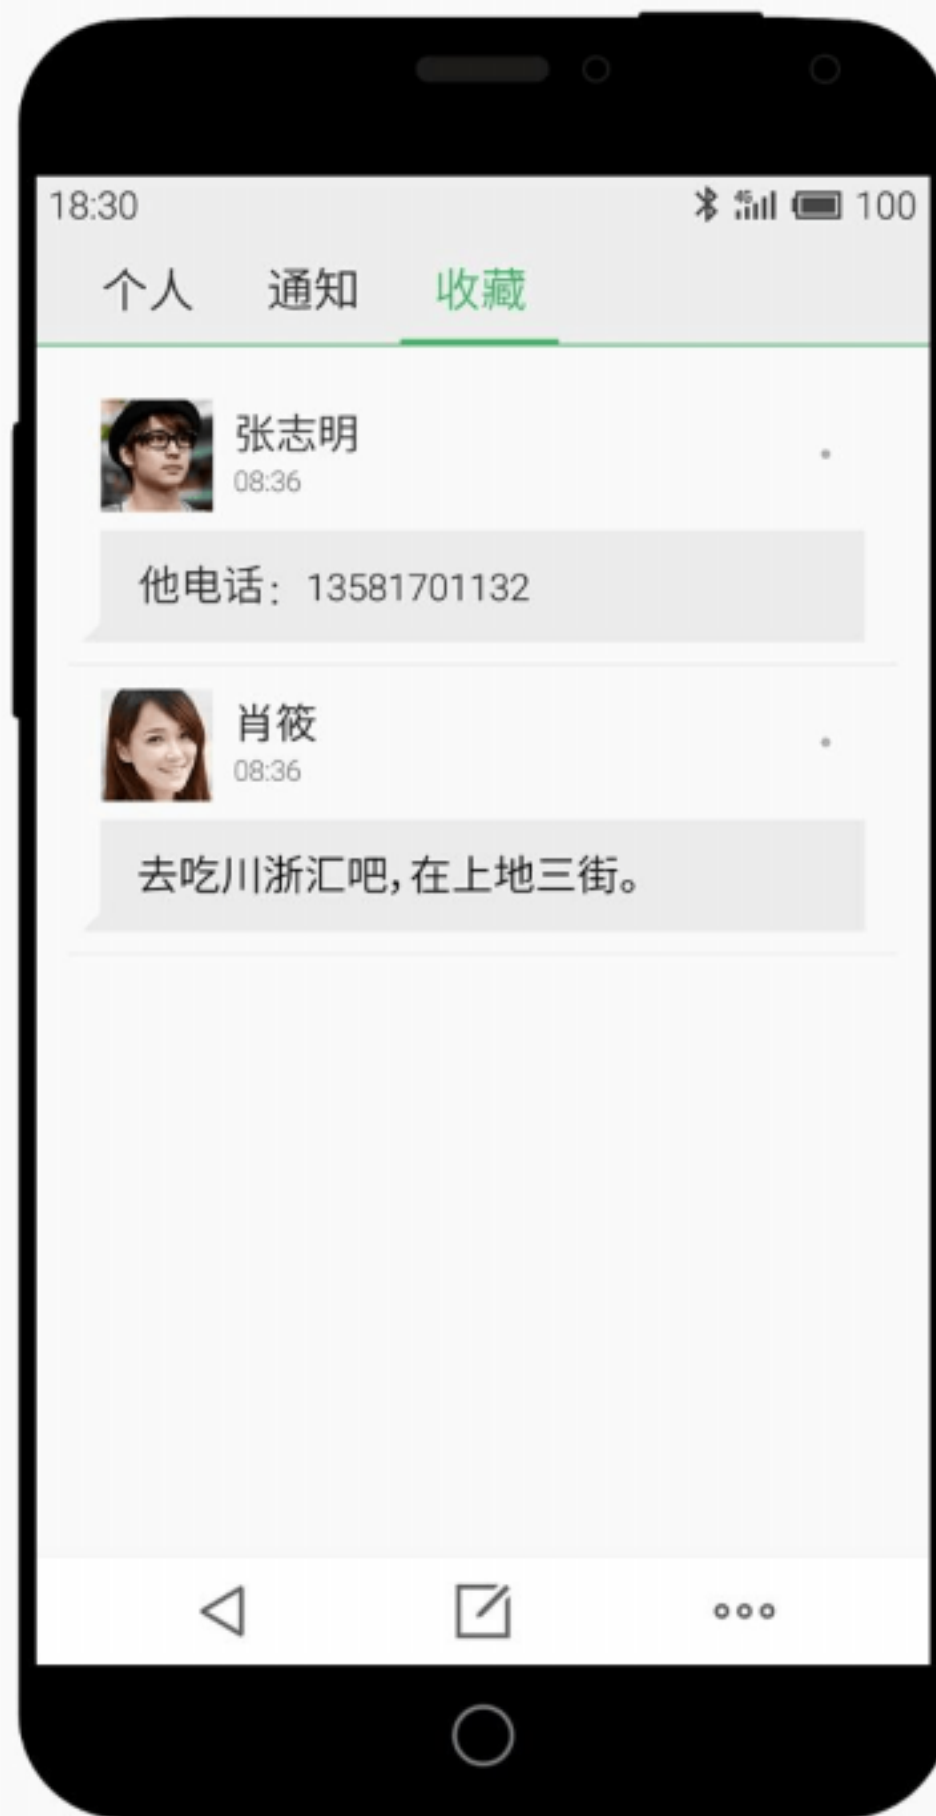 18:30 4G 100
个人 通知 收藏
张志明
08:36
他电话：13581701132
肖筱
08:36
去吃川浙汇吧，在上地三街。